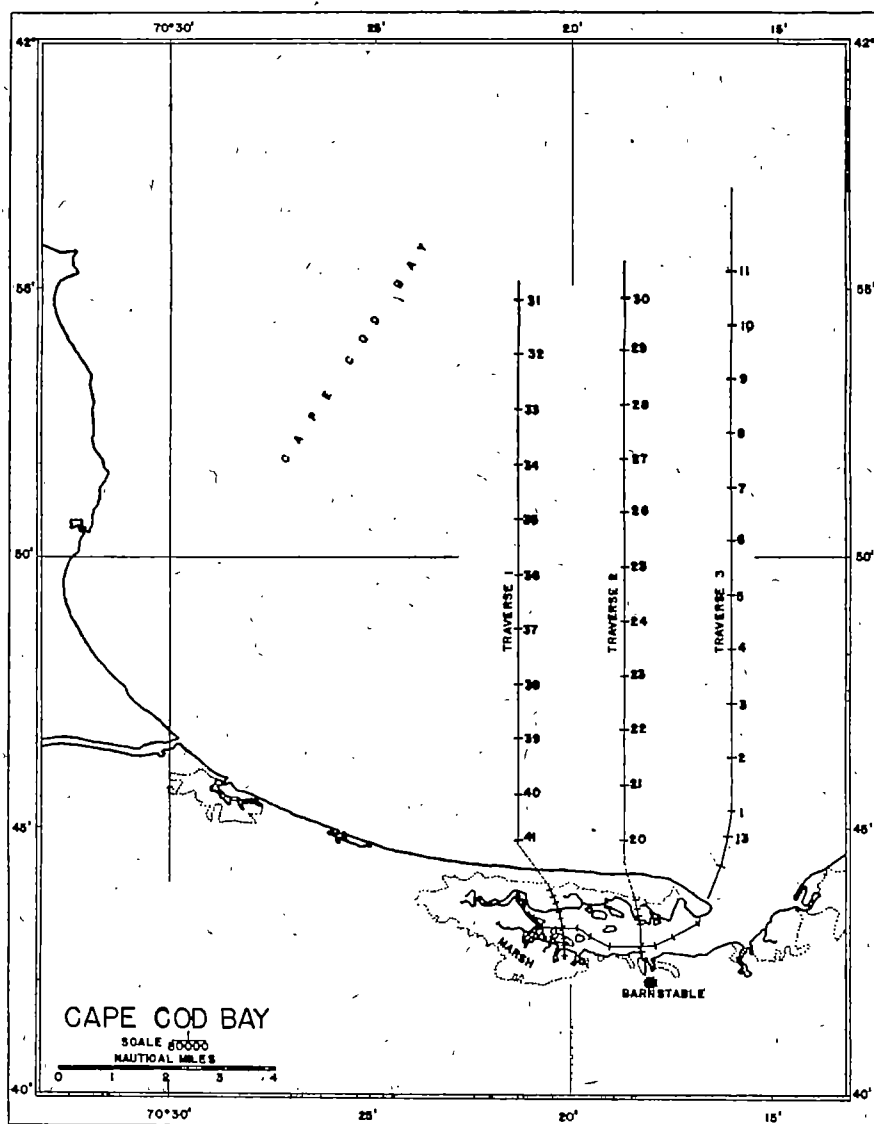 70°30' 25' 20' 15'
42° 42°
55' 55'
CAPE COD BAY
31 30 11
32 29 10
33 28 9
34 27 8
35 26 7
50' 50'
36 25 6
37 24 5
38 23 4
39 22 3
40 21 2
41 20 1
13
TRAVERSE 1
TRAVERSE 2
TRAVERSE 3
45' 45'
MARSH
BARNSTABLE
CAPE COD BAY
SCALE 1/80000
NAUTICAL MILES
0 1 2 3 4
40' 40'
70°30' 25' 20' 15'